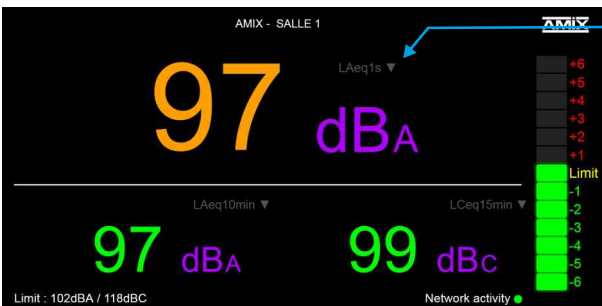 AMIX - SALLE 1
AMIX
LAeq1s ▼
97 dBA
LAeq10min ▼
97 dBA
LCeq15min ▼
99 dBC
+6
+5
+4
+3
+2
+1
Limit
-1
-2
-3
-4
-5
-6
Limit : 102dBA / 118dBC
Network activity